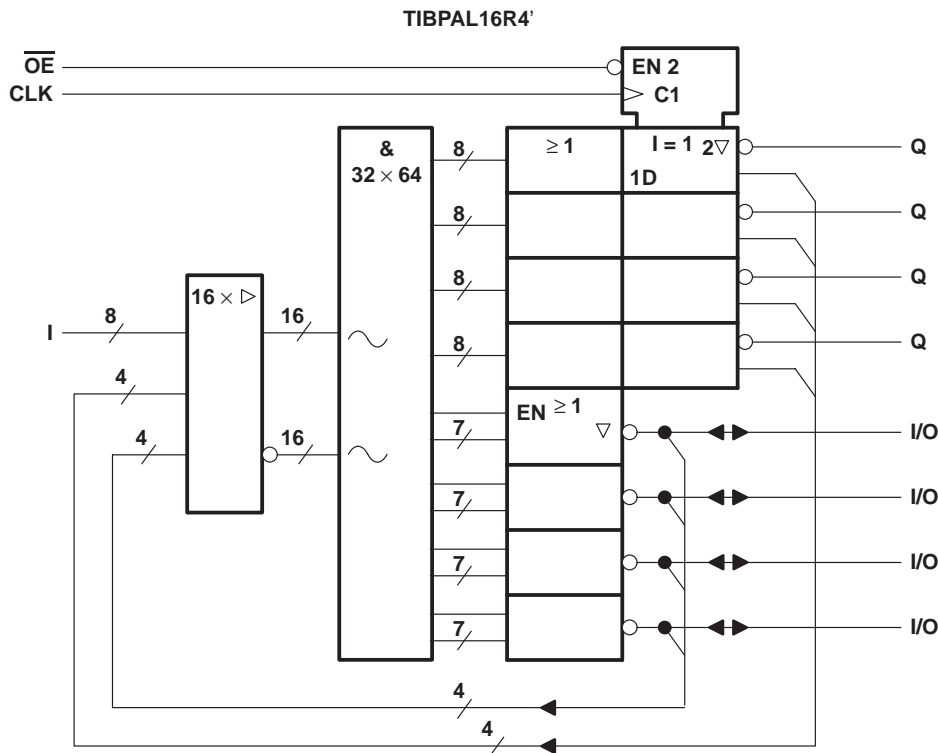 TIBPAL16R4’
OE
EN 2
CLK
C1
&
32 × 64
8
≥ 1
I = 1
2▽
Q
1D
8
Q
8
Q
16 × ▷
I
8
16
8
Q
4
EN ≥ 1
▽
7
I/O
4
16
7
I/O
7
I/O
7
I/O
4
4